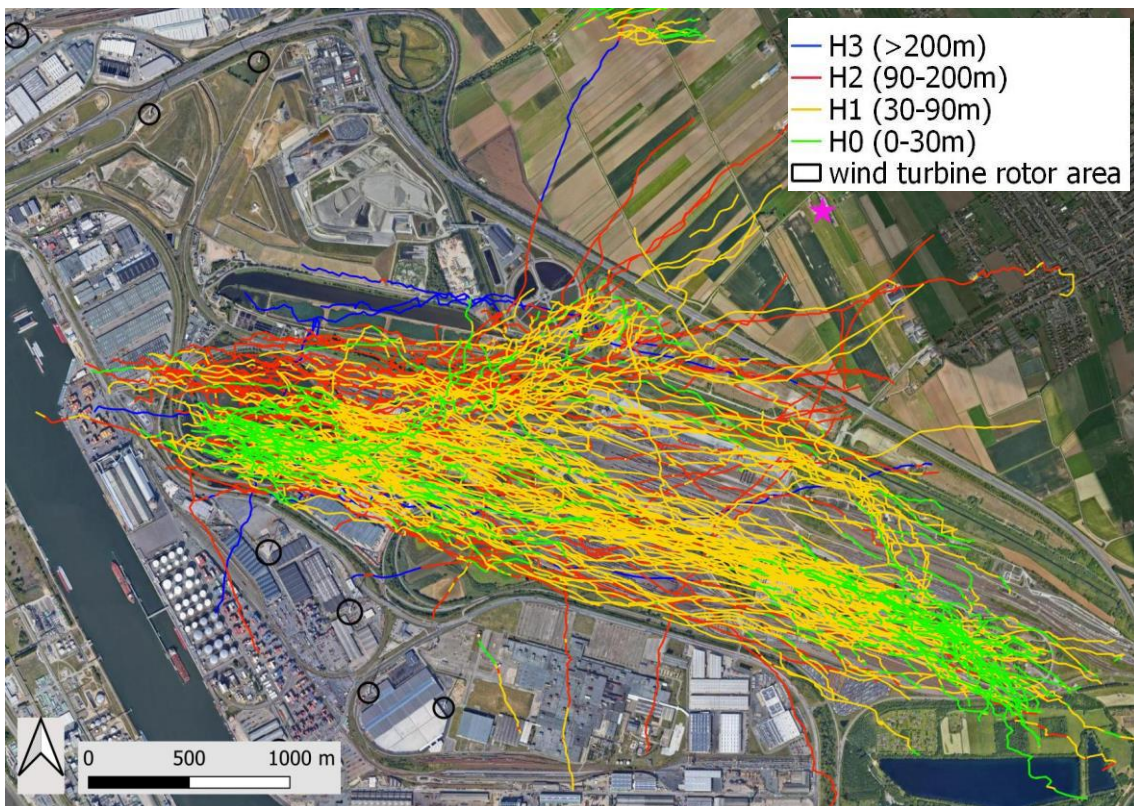 H3 (>200m)
H2 (90-200m)
H1 (30-90m)
H0 (0-30m)
wind turbine rotor area
0 500 1000 m